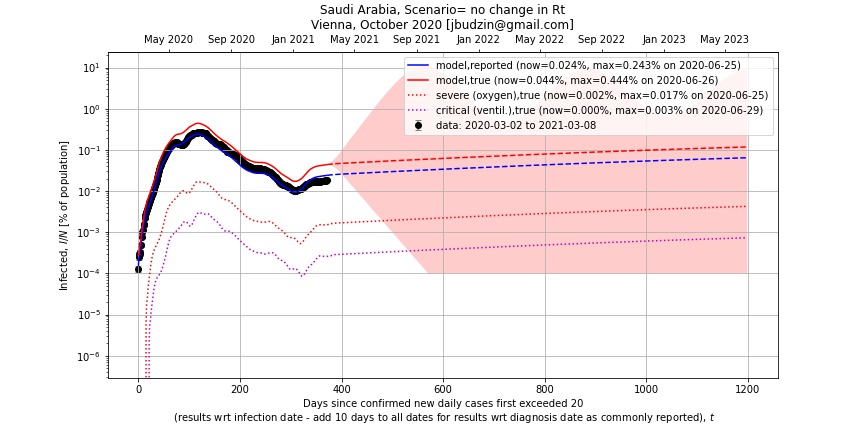 Saudi Arabia, Scenario= no change in Rt
Vienna, October 2020 [jbudzin@gmail.com]
May 2020 Sep 2020 Jan 2021 May 2021 Sep 2021 Jan 2022 May 2022 Sep 2022 Jan 2023 May 2023
model,reported (now=0.024%, max=0.243% on 2020-06-25)
model,true (now=0.044%, max=0.444% on 2020-06-26)
severe (oxygen),true (now=0.002%, max=0.017% on 2020-06-25)
critical (ventil.),true (now=0.000%, max=0.003% on 2020-06-29)
data: 2020-03-02 to 2021-03-08
Infected, I/N [% of population]
10¹
10⁰
10⁻¹
10⁻²
10⁻³
10⁻⁴
10⁻⁵
10⁻⁶
0 200 400 600 800 1000 1200
Days since confirmed new daily cases first exceeded 20
(results wrt infection date - add 10 days to all dates for results wrt diagnosis date as commonly reported), t